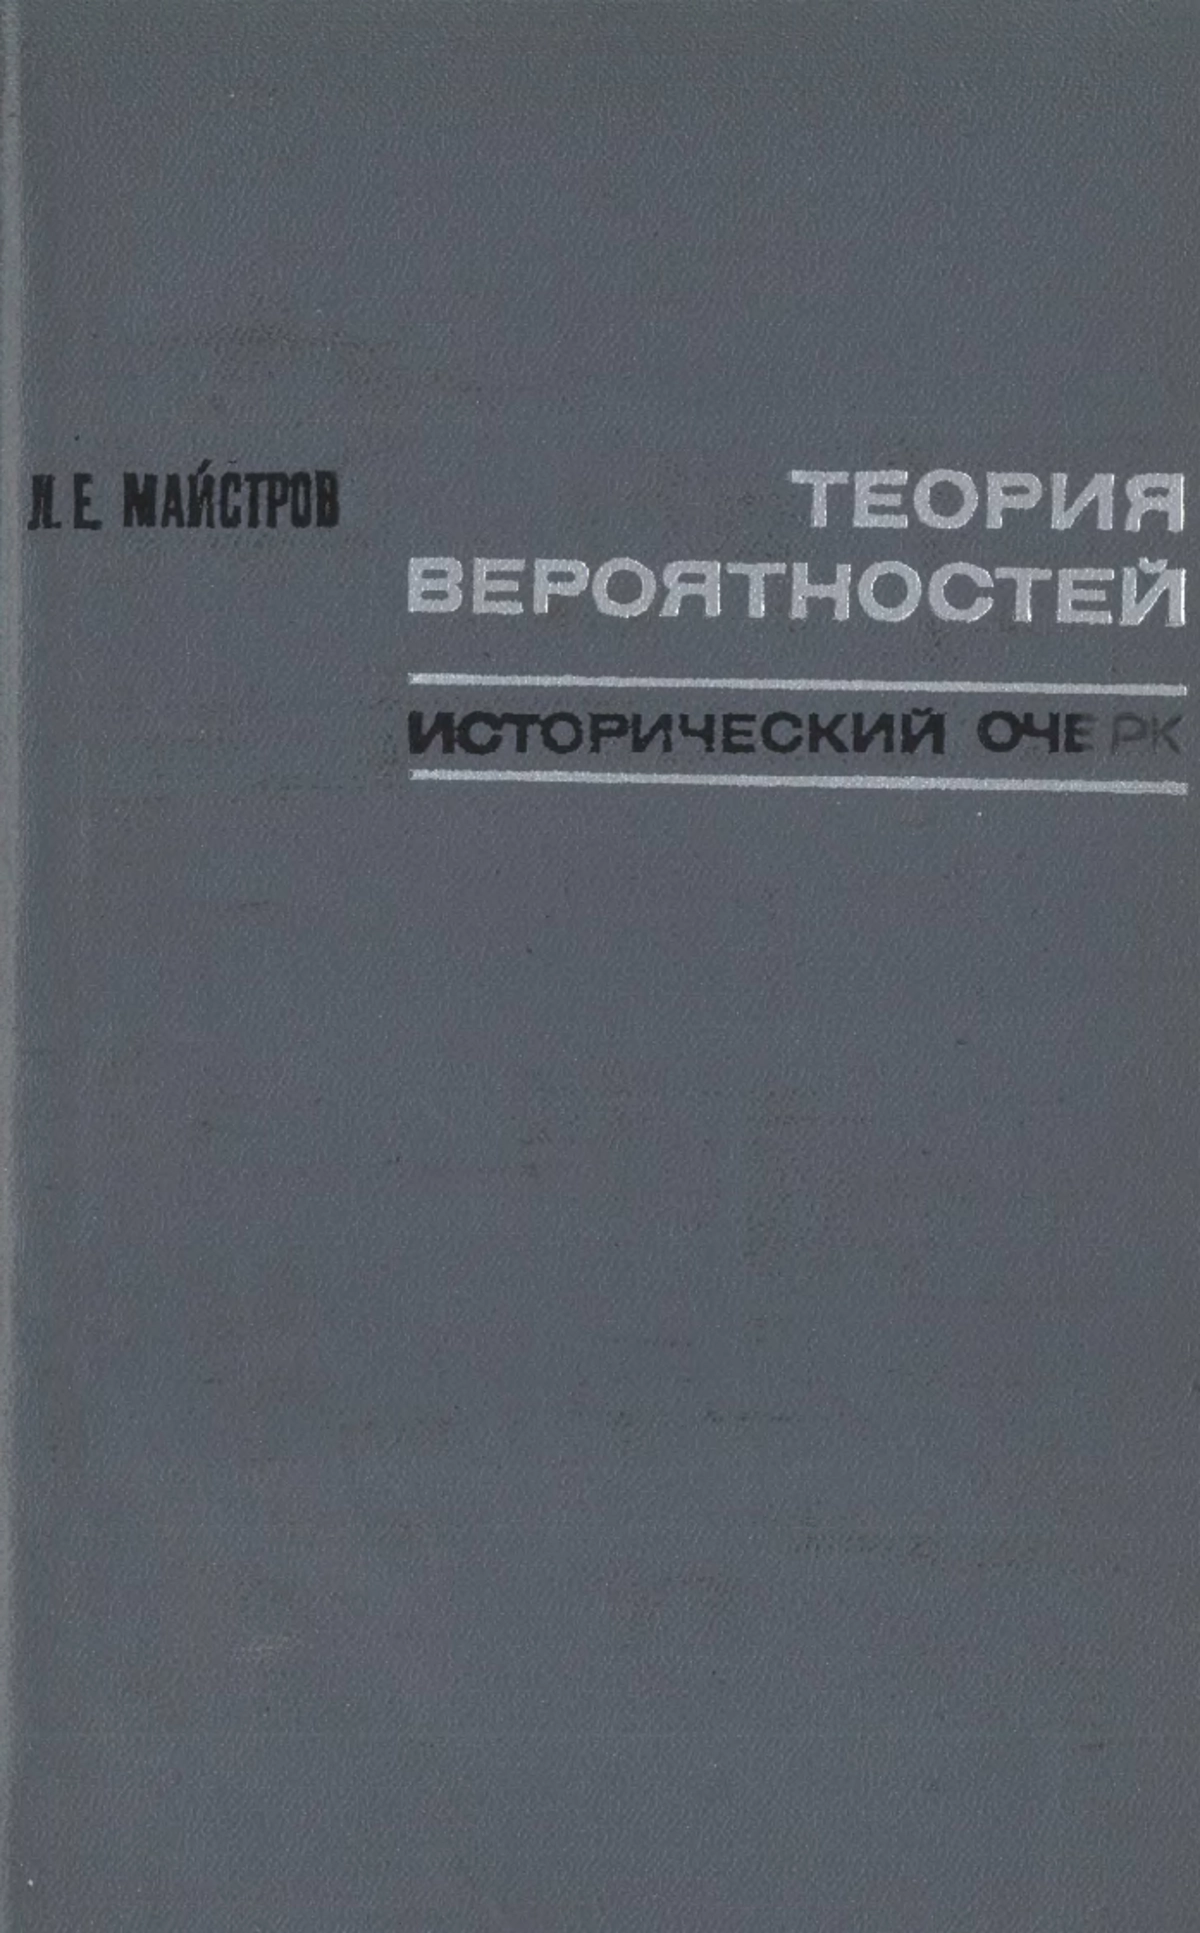 Л. Е. МАЙСТРОВ
ТЕОРИЯ
ВЕРОЯТНОСТЕЙ
ИСТОРИЧЕСКИЙ ОЧЕРК